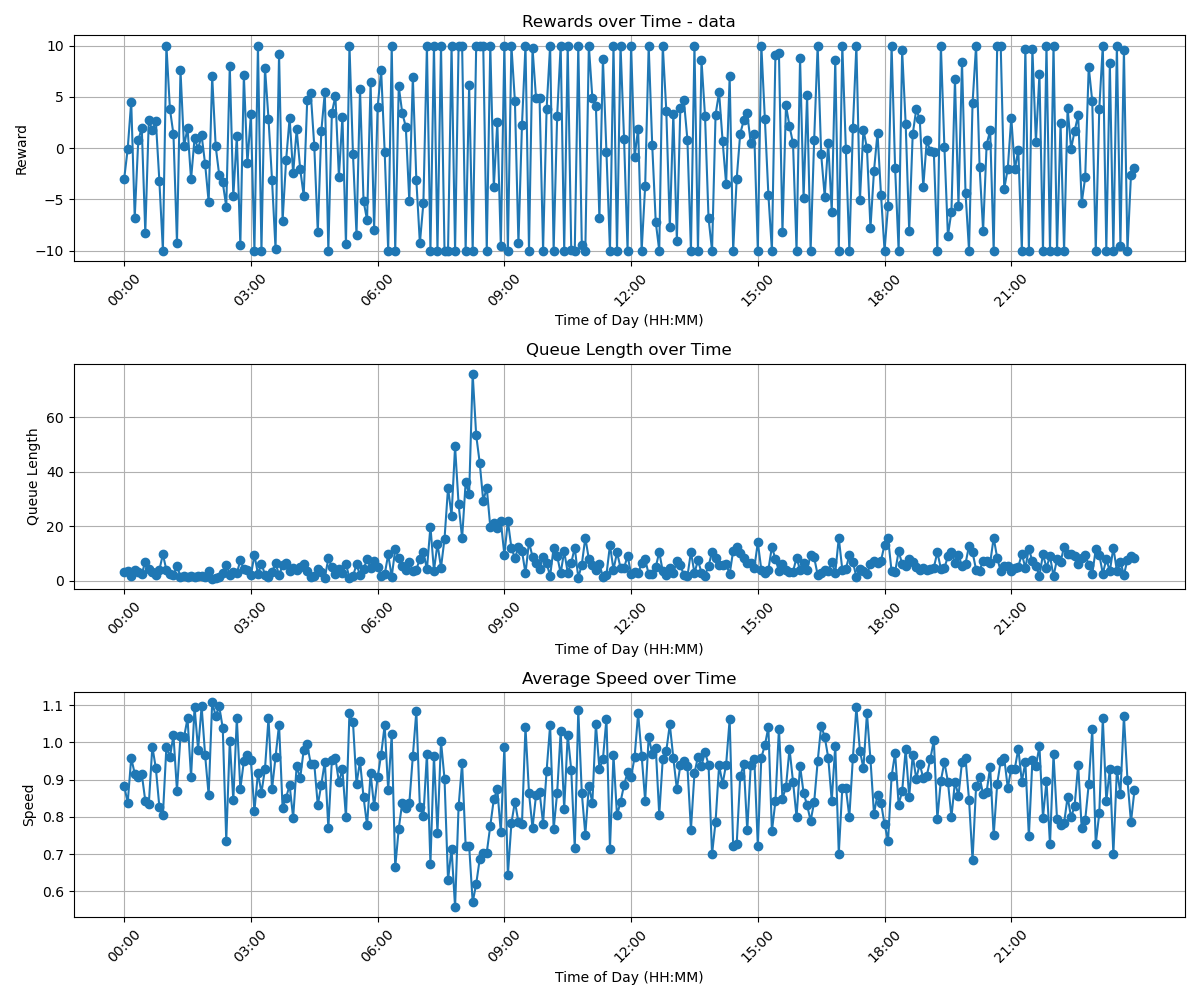 Rewards over Time - data
10
5
0
−5
−10
Reward
00:00 03:00 06:00 09:00 12:00 15:00 18:00 21:00
Time of Day (HH:MM)
Queue Length over Time
60
40
20
0
Queue Length
00:00 03:00 06:00 09:00 12:00 15:00 18:00 21:00
Time of Day (HH:MM)
Average Speed over Time
1.1
1.0
0.9
0.8
0.7
0.6
Speed
00:00 03:00 06:00 09:00 12:00 15:00 18:00 21:00
Time of Day (HH:MM)